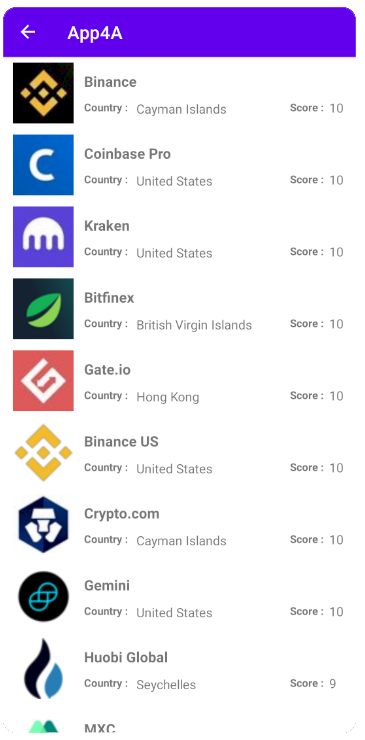 App4A
Binance
Country : Cayman Islands Score : 10
Coinbase Pro
Country : United States Score : 10
Kraken
Country : United States Score : 10
Bitfinex
Country : British Virgin Islands Score : 10
Gate.io
Country : Hong Kong Score : 10
Binance US
Country : United States Score : 10
Crypto.com
Country : Cayman Islands Score : 10
Gemini
Country : United States Score : 10
Huobi Global
Country : Seychelles Score : 9
MXC